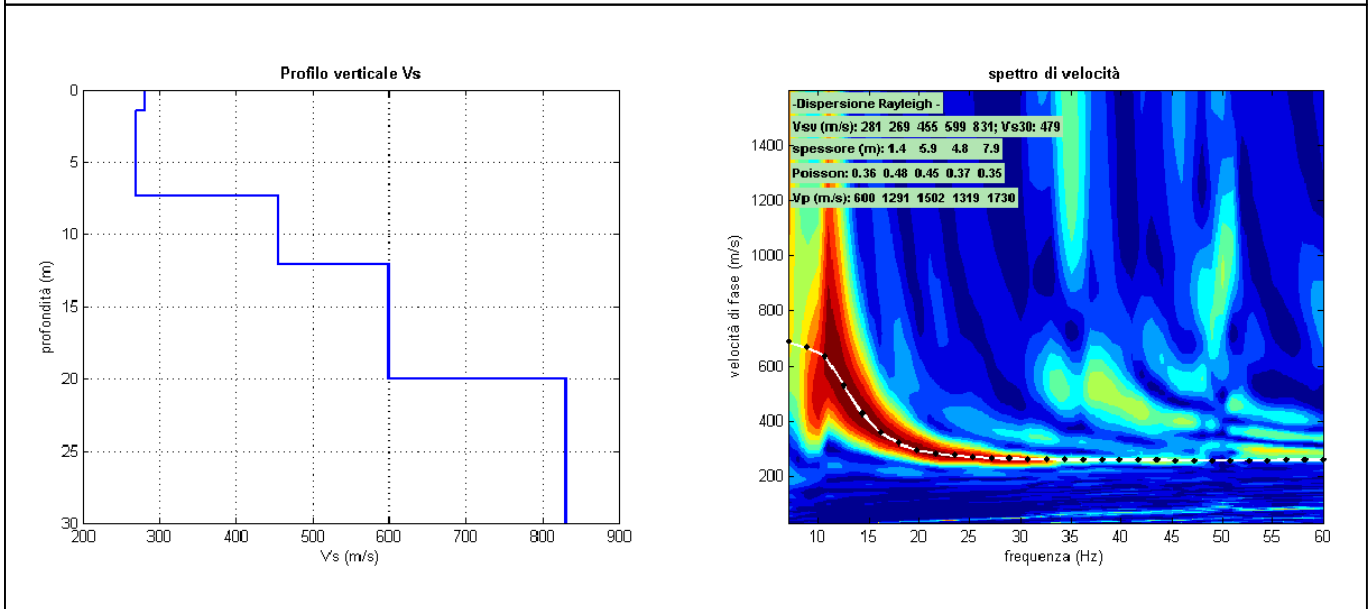 Profilo verticale Vs
0
5
10
15
20
25
30
profondità (m)
200 300 400 500 600 700 800 900
Vs (m/s)
spettro di velocità
-Dispersione Rayleigh -
Vsv (m/s): 281 269 455 599 831; Vs30: 479
spessore (m): 1.4 5.9 4.8 7.9
Poisson: 0.36 0.48 0.45 0.37 0.35
Vp (m/s): 600 1291 1502 1319 1730
1400
1200
1000
800
600
400
200
velocità di fase (m/s)
10 15 20 25 30 35 40 45 50 55 60
frequenza (Hz)